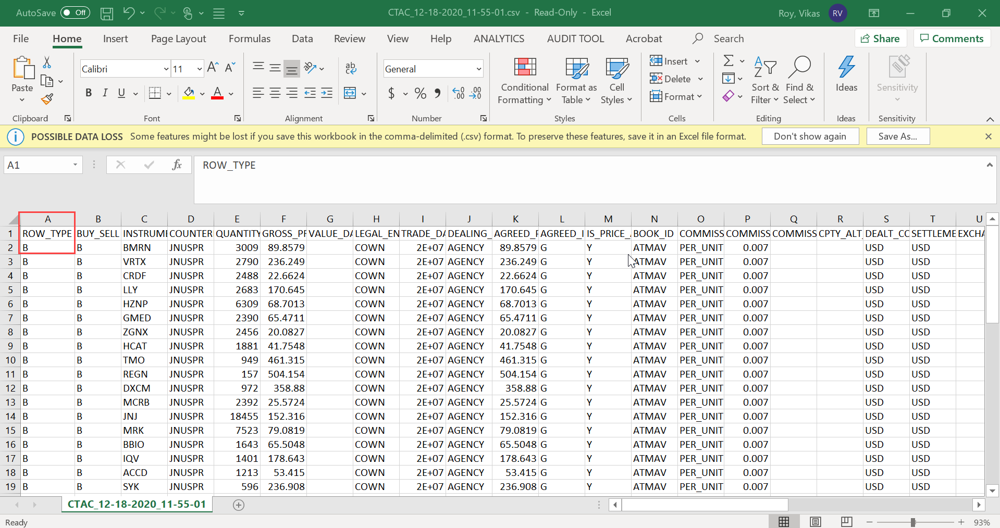 AutoSave Off CTAC_12-18-2020_11-55-01.csv - Read-Only - Excel Roy, Vikas RV
File Home Insert Page Layout Formulas Data Review View Help ANALYTICS AUDIT TOOL Acrobat Search Share Comments
Calibri 11 General
Paste
B I U A $ %
Conditional Formatting Format as Table Cell Styles
Insert
Delete
Format
Sort & Filter Find & Select Ideas Sensitivity
Clipboard Font Alignment Number Styles Cells Editing Ideas Sensitivity
POSSIBLE DATA LOSS Some features might be lost if you save this workbook in the comma-delimited (.csv) format. To preserve these features, save it in an Excel file format. Don't show again Save As...
A1 fx ROW_TYPE
A B C D E F G H I J K L M N O P Q R S T U
1 ROW_TYPE BUY_SELL INSTRUME COUNTER QUANTITY GROSS_PR VALUE_DA LEGAL_EN TRADE_DA DEALING_ AGREED_P AGREED_I IS_PRICE_A BOOK_ID COMMISS COMMISS COMMISS CPTY_ALT_ DEALT_CC SETTLEME EXCHA
2 B B BMRN JNUSPR 3009 89.8579 COWN 2E+07 AGENCY 89.8579 G Y ATMAV PER_UNIT 0.007 USD USD
3 B B VRTX JNUSPR 2790 236.249 COWN 2E+07 AGENCY 236.249 G Y ATMAV PER_UNIT 0.007 USD USD
4 B B CRDF JNUSPR 2488 22.6624 COWN 2E+07 AGENCY 22.6624 G Y ATMAV PER_UNIT 0.007 USD USD
5 B B LLY JNUSPR 2683 170.645 COWN 2E+07 AGENCY 170.645 G Y ATMAV PER_UNIT 0.007 USD USD
6 B B HZNP JNUSPR 6309 68.7013 COWN 2E+07 AGENCY 68.7013 G Y ATMAV PER_UNIT 0.007 USD USD
7 B B GMED JNUSPR 2390 65.4711 COWN 2E+07 AGENCY 65.4711 G Y ATMAV PER_UNIT 0.007 USD USD
8 B B ZGNX JNUSPR 2456 20.0827 COWN 2E+07 AGENCY 20.0827 G Y ATMAV PER_UNIT 0.007 USD USD
9 B B HCAT JNUSPR 1881 41.7548 COWN 2E+07 AGENCY 41.7548 G Y ATMAV PER_UNIT 0.007 USD USD
10 B B TMO JNUSPR 949 461.315 COWN 2E+07 AGENCY 461.315 G Y ATMAV PER_UNIT 0.007 USD USD
11 B B REGN JNUSPR 157 504.154 COWN 2E+07 AGENCY 504.154 G Y ATMAV PER_UNIT 0.007 USD USD
12 B B DXCM JNUSPR 972 358.88 COWN 2E+07 AGENCY 358.88 G Y ATMAV PER_UNIT 0.007 USD USD
13 B B MCRB JNUSPR 2392 25.5724 COWN 2E+07 AGENCY 25.5724 G Y ATMAV PER_UNIT 0.007 USD USD
14 B B JNJ JNUSPR 18455 152.316 COWN 2E+07 AGENCY 152.316 G Y ATMAV PER_UNIT 0.007 USD USD
15 B B MRK JNUSPR 7523 79.0819 COWN 2E+07 AGENCY 79.0819 G Y ATMAV PER_UNIT 0.007 USD USD
16 B B BBIO JNUSPR 1643 65.5048 COWN 2E+07 AGENCY 65.5048 G Y ATMAV PER_UNIT 0.007 USD USD
17 B B IQV JNUSPR 1401 178.643 COWN 2E+07 AGENCY 178.643 G Y ATMAV PER_UNIT 0.007 USD USD
18 B B ACCD JNUSPR 1213 53.415 COWN 2E+07 AGENCY 53.415 G Y ATMAV PER_UNIT 0.007 USD USD
19 B B SYK JNUSPR 596 236.908 COWN 2E+07 AGENCY 236.908 G Y ATMAV PER_UNIT 0.007 USD USD
CTAC_12-18-2020_11-55-01
Ready 93%